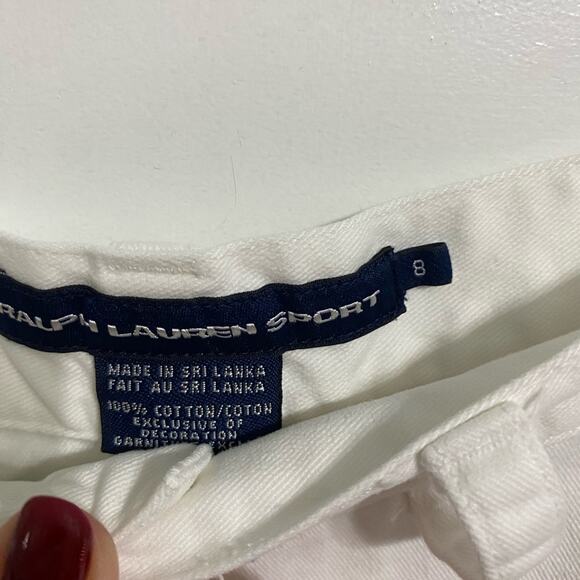 RALPH LAUREN SPORT
8
MADE IN SRI LANKA
FAIT AU SRI LANKA
100% COTTON/COTON
EXCLUSIVE OF
DECORATION